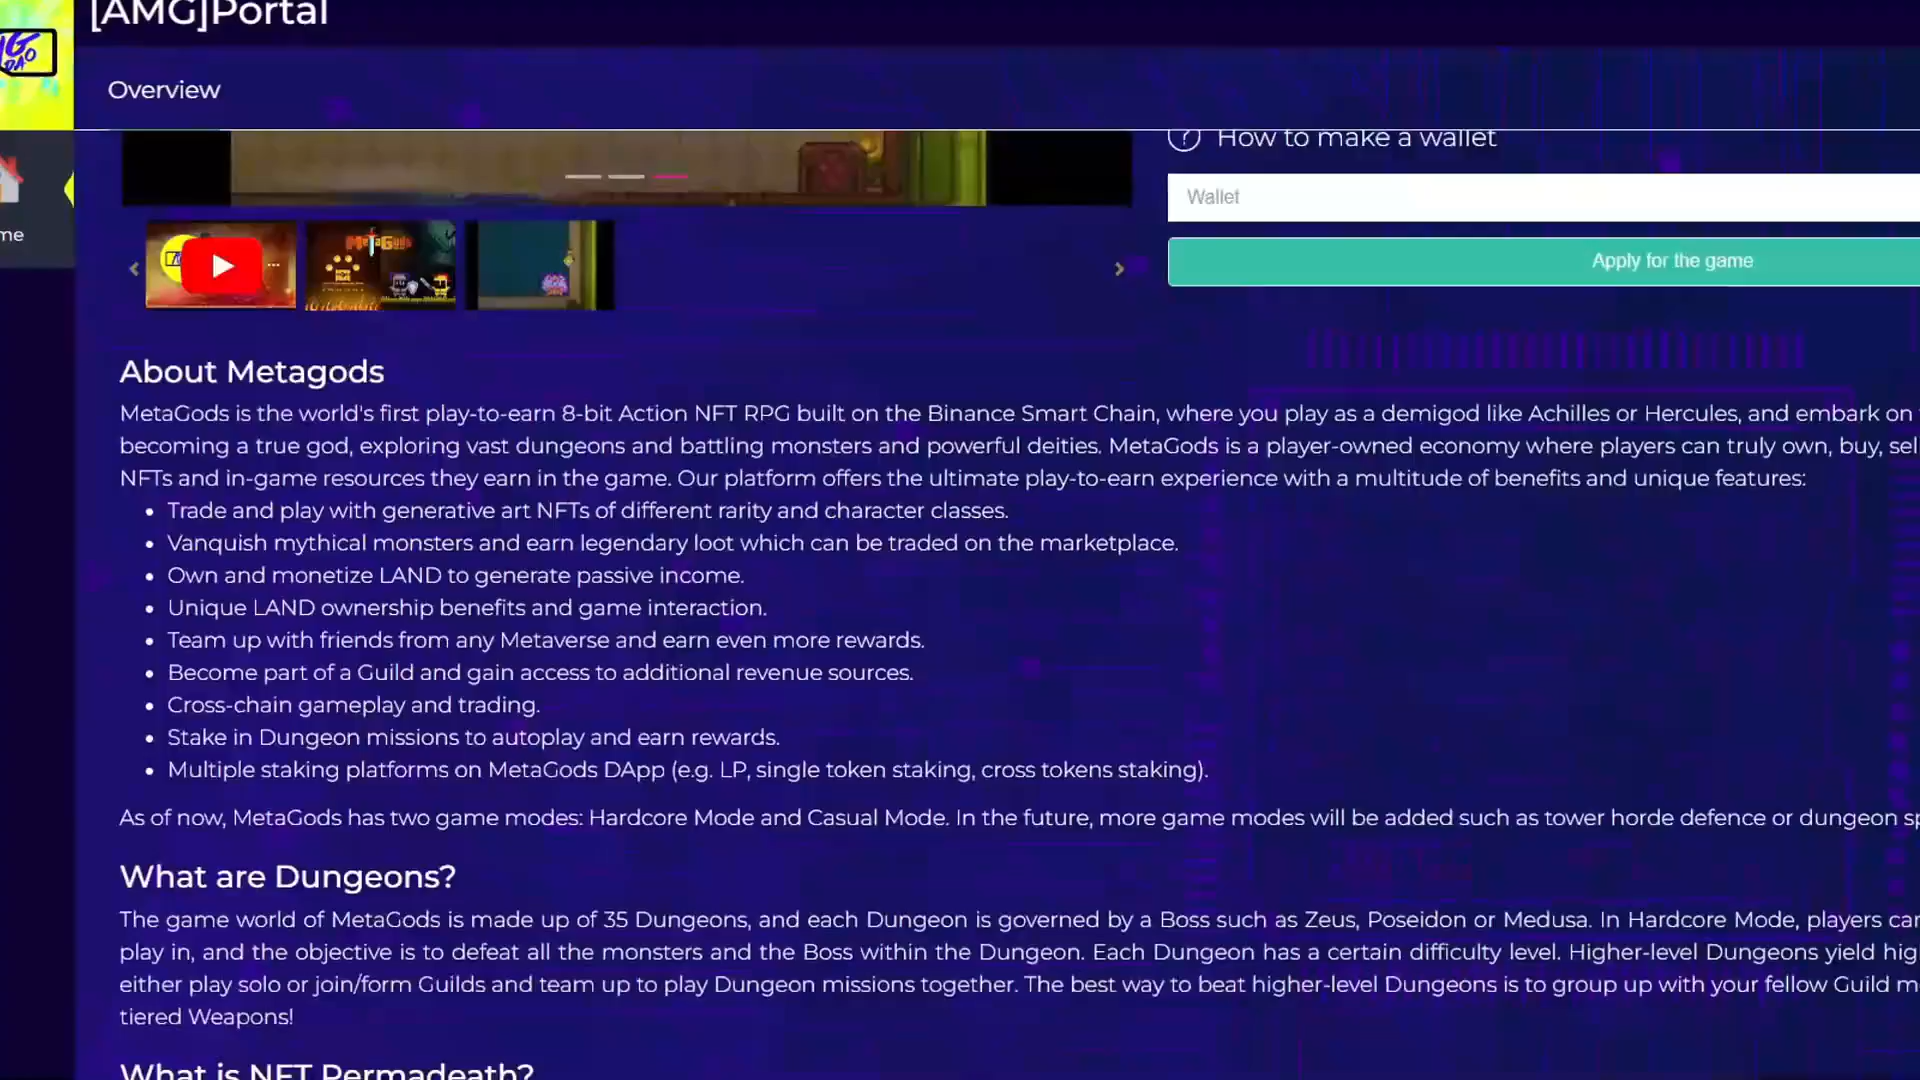 [AMG]Portal
Overview
How to make a wallet
Wallet
Apply for the game
MetaGods
About Metagods
MetaGods is the world's first play-to-earn 8-bit Action NFT RPG built on the Binance Smart Chain, where you play as a demigod like Achilles or Hercules, and embark on
becoming a true god, exploring vast dungeons and battling monsters and powerful deities. MetaGods is a player-owned economy where players can truly own, buy, sel
NFTs and in-game resources they earn in the game. Our platform offers the ultimate play-to-earn experience with a multitude of benefits and unique features:
• Trade and play with generative art NFTs of different rarity and character classes.
• Vanquish mythical monsters and earn legendary loot which can be traded on the marketplace.
• Own and monetize LAND to generate passive income.
• Unique LAND ownership benefits and game interaction.
• Team up with friends from any Metaverse and earn even more rewards.
• Become part of a Guild and gain access to additional revenue sources.
• Cross-chain gameplay and trading.
• Stake in Dungeon missions to autoplay and earn rewards.
• Multiple staking platforms on MetaGods DApp (e.g. LP, single token staking, cross tokens staking).
As of now, MetaGods has two game modes: Hardcore Mode and Casual Mode. In the future, more game modes will be added such as tower horde defence or dungeon sp
What are Dungeons?
The game world of MetaGods is made up of 35 Dungeons, and each Dungeon is governed by a Boss such as Zeus, Poseidon or Medusa. In Hardcore Mode, players can
play in, and the objective is to defeat all the monsters and the Boss within the Dungeon. Each Dungeon has a certain difficulty level. Higher-level Dungeons yield hig
either play solo or join/form Guilds and team up to play Dungeon missions together. The best way to beat higher-level Dungeons is to group up with your fellow Guild m
tiered Weapons!
What is NFT Permadeath?